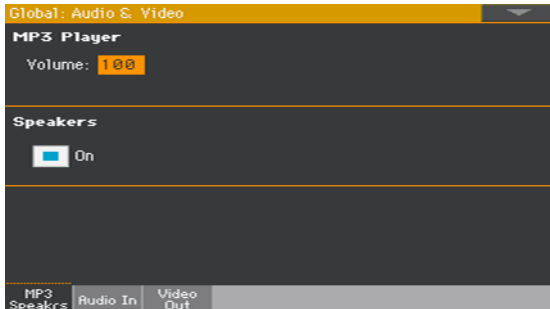 Global: Audio & Video
MP3 Player
Volume: 100
Speakers
On
MP3
Speakrs
Audio In
Video
Out